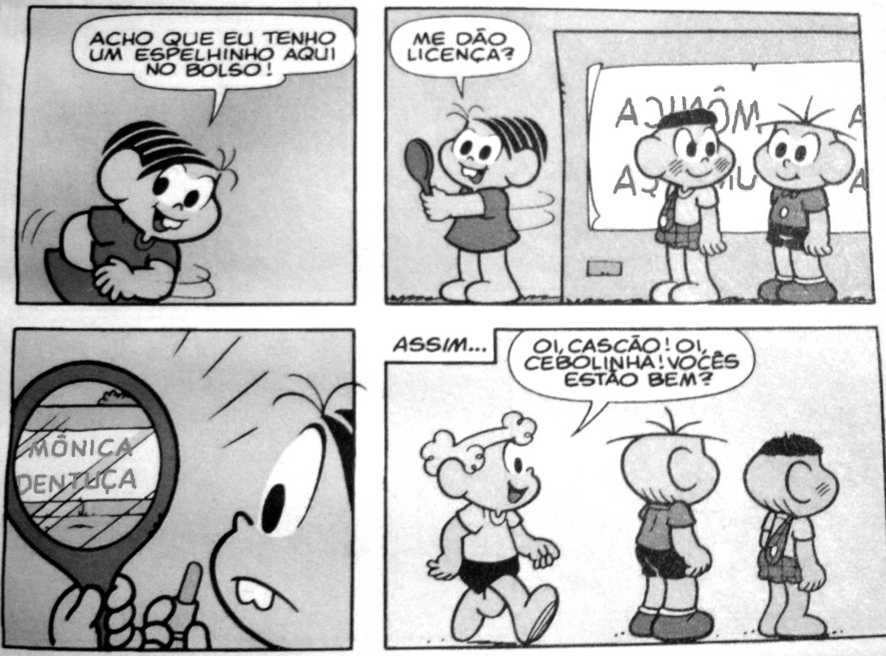 ACHO QUE EU TENHO
UM ESPELHINHO AQUI
NO BOLSO!
ME DÃO
LICENÇA?
MÔNICA
DENTUÇA
ASSIM...
OI, CASCÃO! OI,
CEBOLINHA! VOCÊS
ESTÃO BEM?